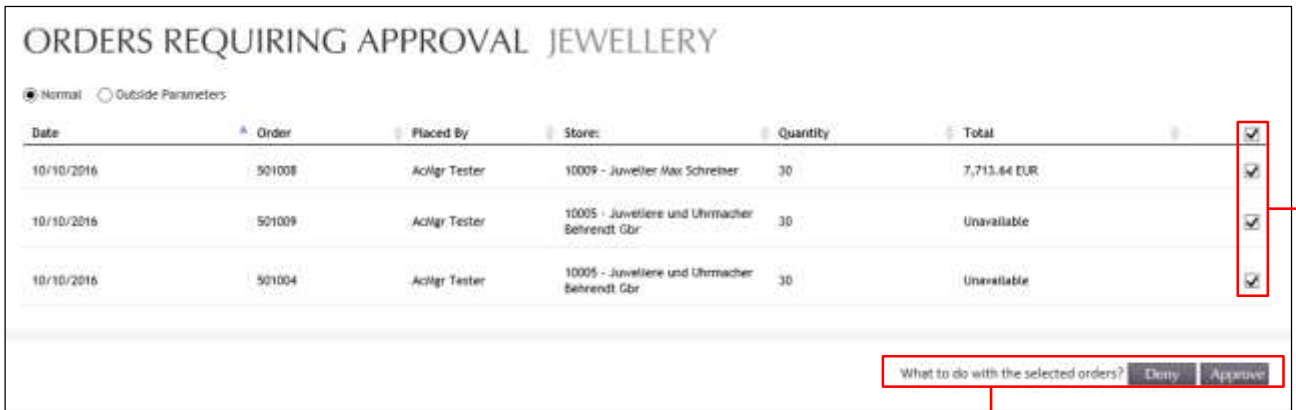 ORDERS REQUIRING APPROVAL JEWELLERY
Normal Outside Parameters
Date Order Placed By Store: Quantity Total
10/10/2016 501008 AcMgr Tester 10009 - Juwelier Max Schreiner 30 7,713.64 EUR
10/10/2016 501009 AcMgr Tester 10005 - Juweliere und Uhrmacher Behrendt Gbr 30 Unavailable
10/10/2016 501004 AcMgr Tester 10005 - Juweliere und Uhrmacher Behrendt Gbr 30 Unavailable
What to do with the selected orders? Deny Approve